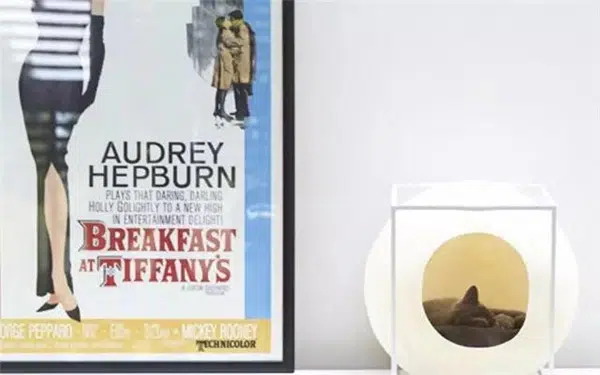 AUDREY
HEPBURN
PLAYS THAT DARING, DARLING
HOLLY GOLIGHTLY TO A NEW HIGH
IN ENTERTAINMENT DELIGHT!
BREAKFAST
AT TIFFANY'S
PEPPARD MICKEY ROONEY
TECHNICOLOR